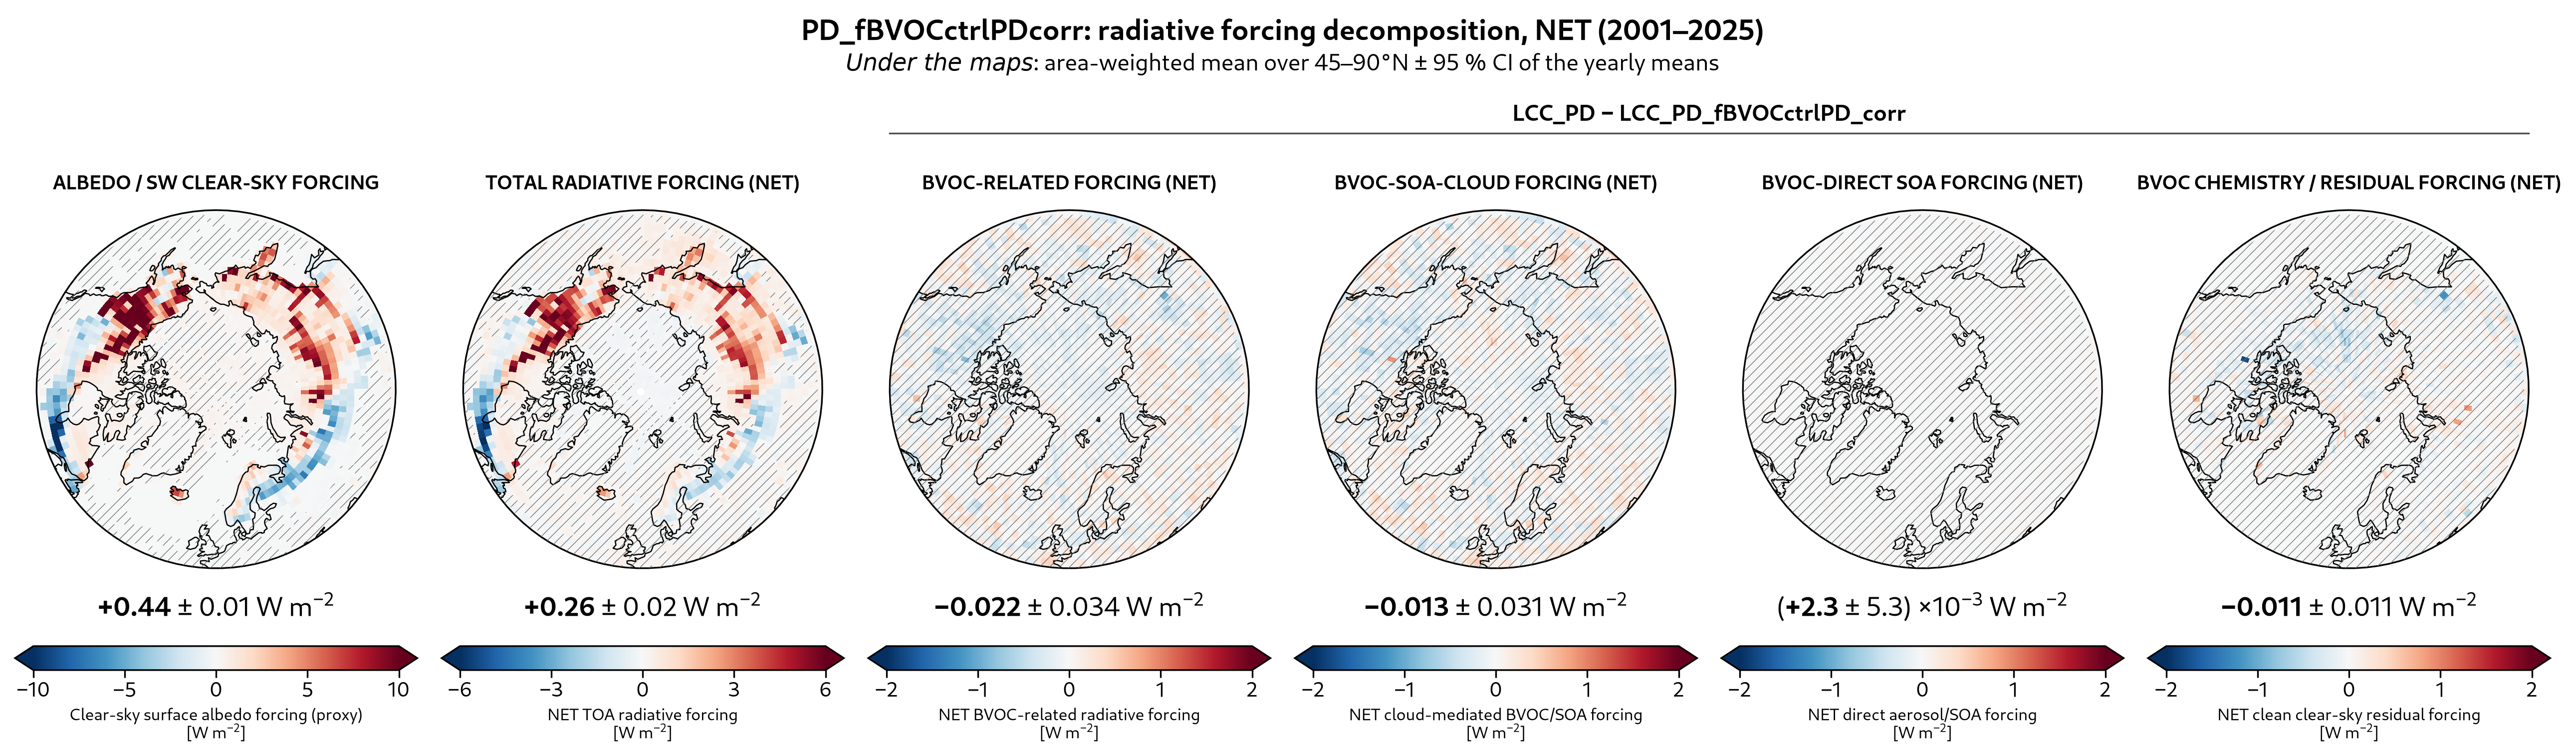 PD_fBVOCctrlPDcorr: radiative forcing decomposition, NET (2001–2025)
Under the maps: area-weighted mean over 45–90°N ± 95 % CI of the yearly means
LCC_PD − LCC_PD_fBVOCctrlPD_corr
ALBEDO / SW CLEAR-SKY FORCING
TOTAL RADIATIVE FORCING (NET)
BVOC-RELATED FORCING (NET)
BVOC-SOA-CLOUD FORCING (NET)
BVOC-DIRECT SOA FORCING (NET)
BVOC CHEMISTRY / RESIDUAL FORCING (NET)
+0.44 ± 0.01 W m⁻²
+0.26 ± 0.02 W m⁻²
−0.022 ± 0.034 W m⁻²
−0.013 ± 0.031 W m⁻²
(+2.3 ± 5.3) ×10⁻³ W m⁻²
−0.011 ± 0.011 W m⁻²
−10 −5 0 5 10
−6 −3 0 3 6
−2 −1 0 1 2
−2 −1 0 1 2
−2 −1 0 1 2
−2 −1 0 1 2
Clear-sky surface albedo forcing (proxy)
[W m⁻²]
NET TOA radiative forcing
[W m⁻²]
NET BVOC-related radiative forcing
[W m⁻²]
NET cloud-mediated BVOC/SOA forcing
[W m⁻²]
NET direct aerosol/SOA forcing
[W m⁻²]
NET clean clear-sky residual forcing
[W m⁻²]